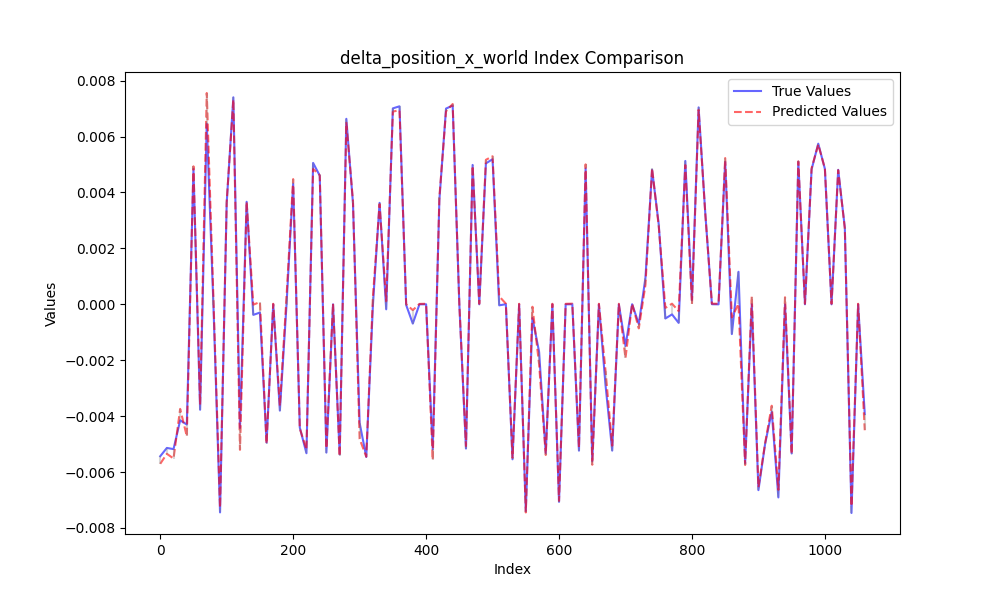 delta_position_x_world Index Comparison
True Values
Predicted Values
0.008
0.006
0.004
0.002
0.000
−0.002
−0.004
−0.006
−0.008
Values
0 200 400 600 800 1000
Index